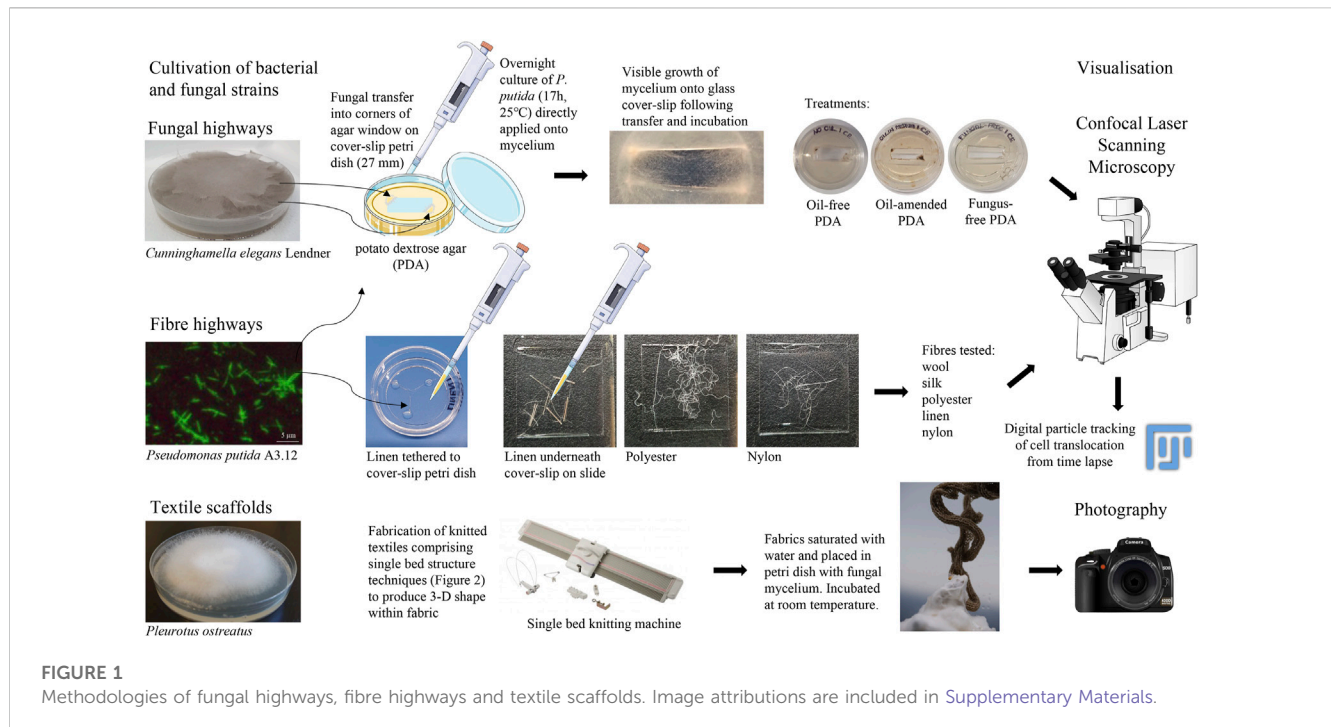 Cultivation of bacterial
and fungal strains
Fungal highways
Cunninghamella elegans Lendner
Fungal transfer
into corners of
agar window on
cover-slip petri
dish (27 mm)
potato dextrose agar
(PDA)
Overnight
culture of P.
putida (17h,
25°C) directly
applied onto
mycelium
Visible growth of
mycelium onto glass
cover-slip following
transfer and incubation
Treatments:
Oil-free
PDA
Oil-amended
PDA
Fungus-
free PDA
Visualisation
Confocal Laser
Scanning
Microscopy
Fibre highways
5 µm
Pseudomonas putida A3.12
Linen tethered to
cover-slip petri dish
Linen underneath
cover-slip on slide
Polyester
Nylon
Fibres tested:
wool
silk
polyester
linen
nylon
Digital particle tracking
of cell translocation
from time lapse
Textile scaffolds
Pleurotus ostreatus
Fabrication of knitted
textiles comprising
single bed structure
techniques (Figure 2)
to produce 3-D shape
within fabric
Single bed knitting machine
Fabrics saturated with
water and placed in
petri dish with fungal
mycelium. Incubated
at room temperature.
Photography
Camera
FIGURE 1
Methodologies of fungal highways, fibre highways and textile scaffolds. Image attributions are included in Supplementary Materials.